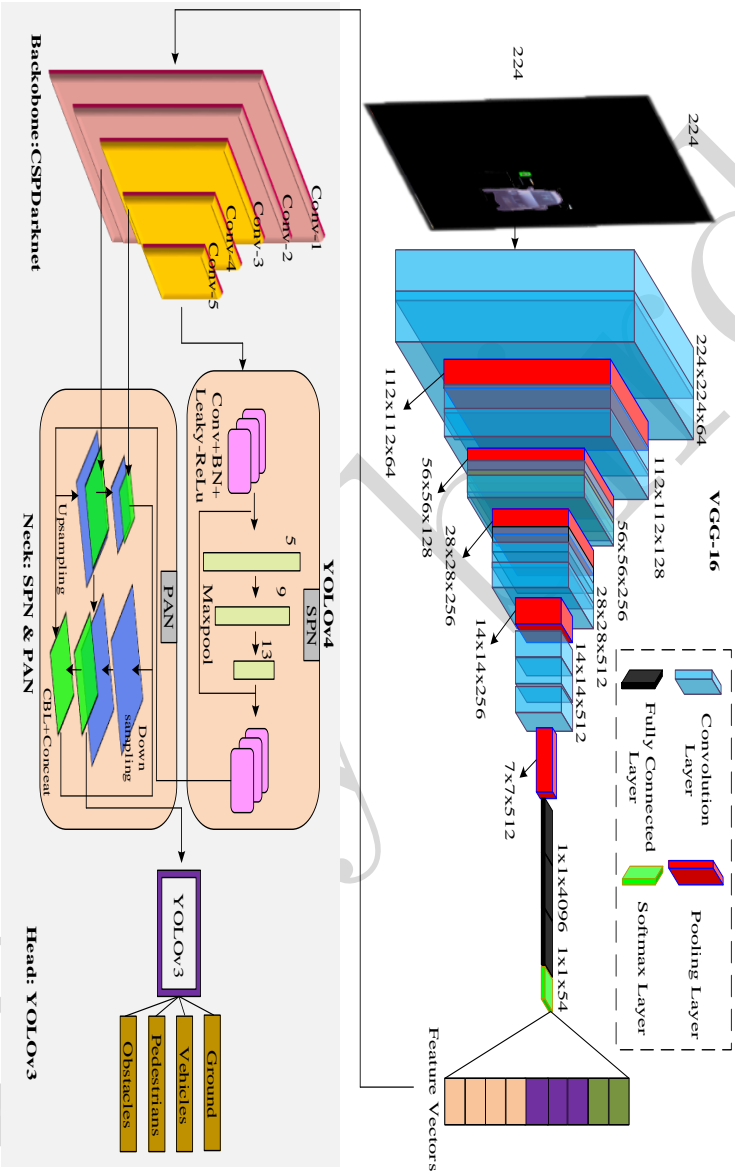 VGG-16
224
224
224x224x64
112x112x128
56x56x256
28x28x512
14x14x512
112x112x64
56x56x128
28x28x256
14x14x256
7x7x512
1x1x4096
1x1x54
Convolution
Layer
Pooling Layer
Fully Connected
Layer
Softmax Layer
Feature Vectors
Conv-1
Conv-2
Conv-3
Conv-4
Conv-5
Backobone:CSPDarknet
YOLOv4
SPN
Conv+BN+
Leaky-ReLu
5
9
13
Maxpool
PAN
Upsampling
Down
sampling
CBL+Conceat
Neck: SPN & PAN
YOLOv3
Ground
Vehicles
Pedestrians
Obstacles
Head: YOLOv3